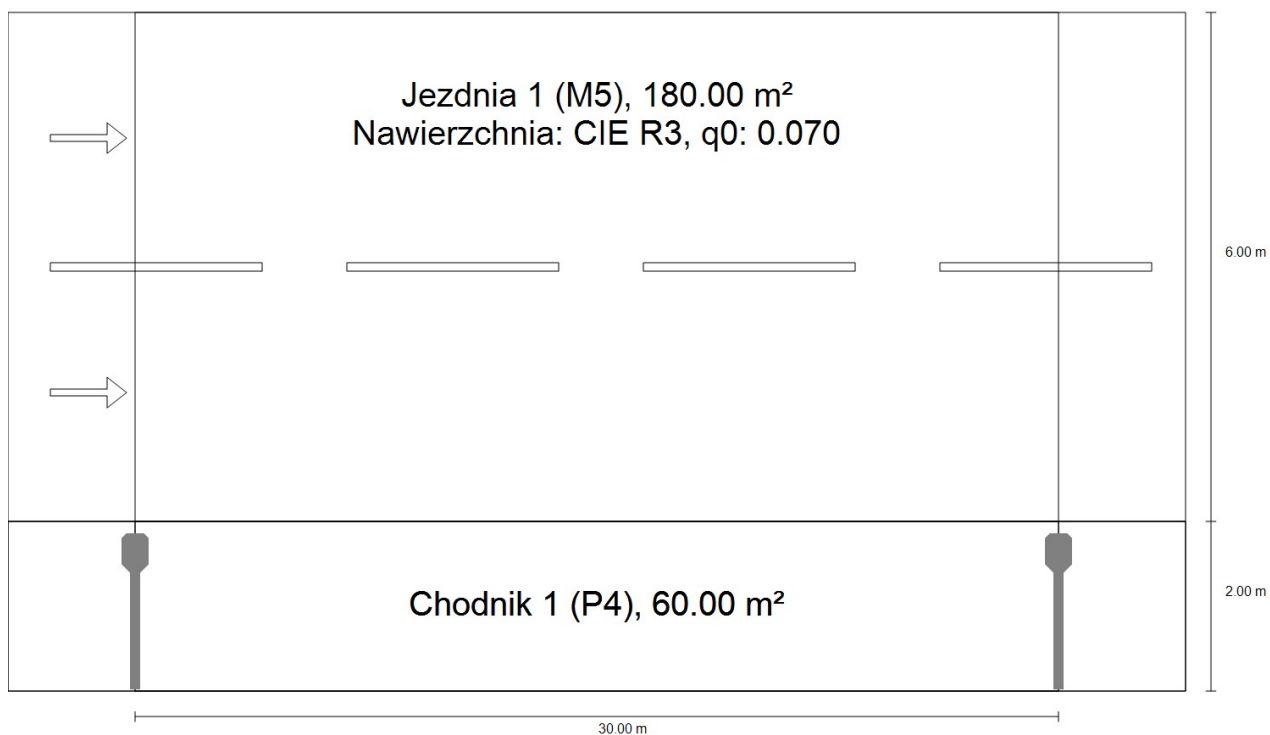 Jezdnia 1 (M5), 180.00 m²
Nawierzchnia: CIE R3, q0: 0.070
6.00 m
Chodnik 1 (P4), 60.00 m²
2.00 m
30.00 m